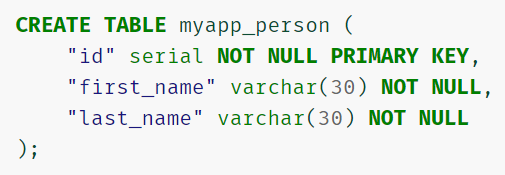 CREATE TABLE myapp_person (
    "id" serial NOT NULL PRIMARY KEY,
    "first_name" varchar(30) NOT NULL,
    "last_name" varchar(30) NOT NULL
);